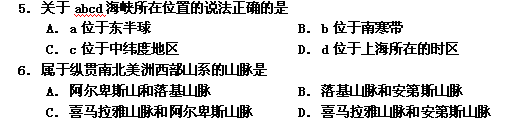 5. 关于 abcd 海峡所在位置的说法正确的是
A. a 位于东半球 B. b 位于南寒带
C. c 位于中纬度地区 D. d 位于上海所在的时区
6. 属于纵贯南北美洲西部山系的山脉是
A. 阿尔卑斯山和落基山脉 B. 落基山脉和安第斯山脉
C. 喜马拉雅山脉和阿尔卑斯山脉 D. 喜马拉雅山脉和安第斯山脉